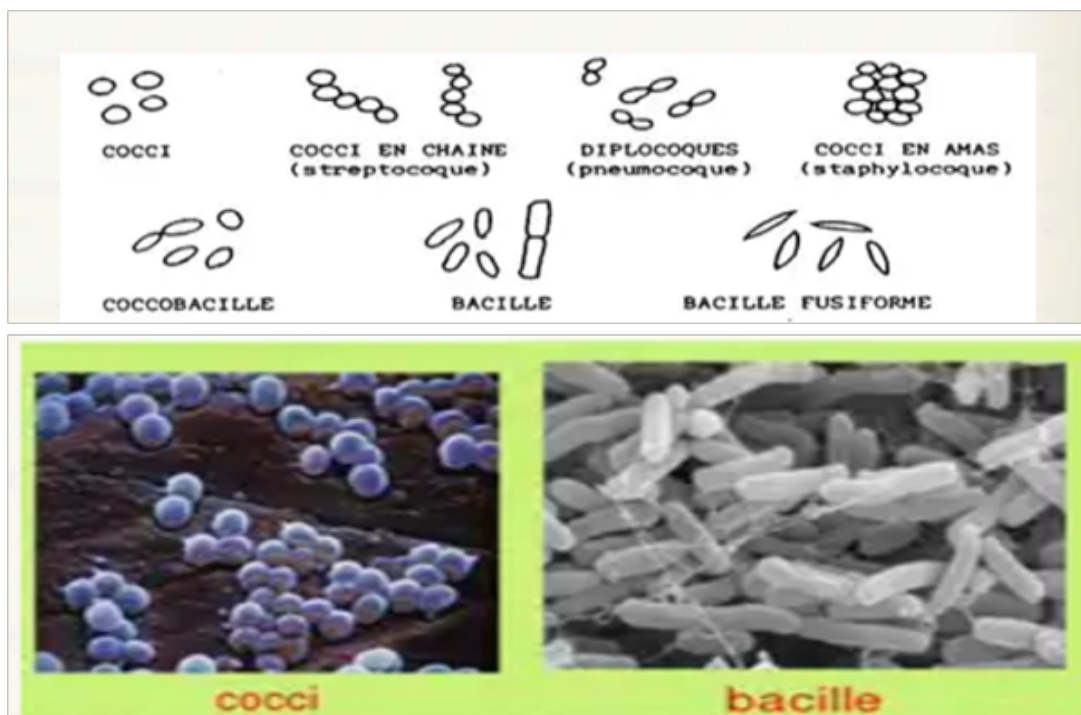 COCCI
COCCI EN CHAINE
(streptocoque)
DIPLOCOQUES
(pneumocoque)
COCCI EN AMAS
(staphylocoque)
COCCOBACILLE
BACILLE
BACILLE FUSIFORME
cocci
bacille